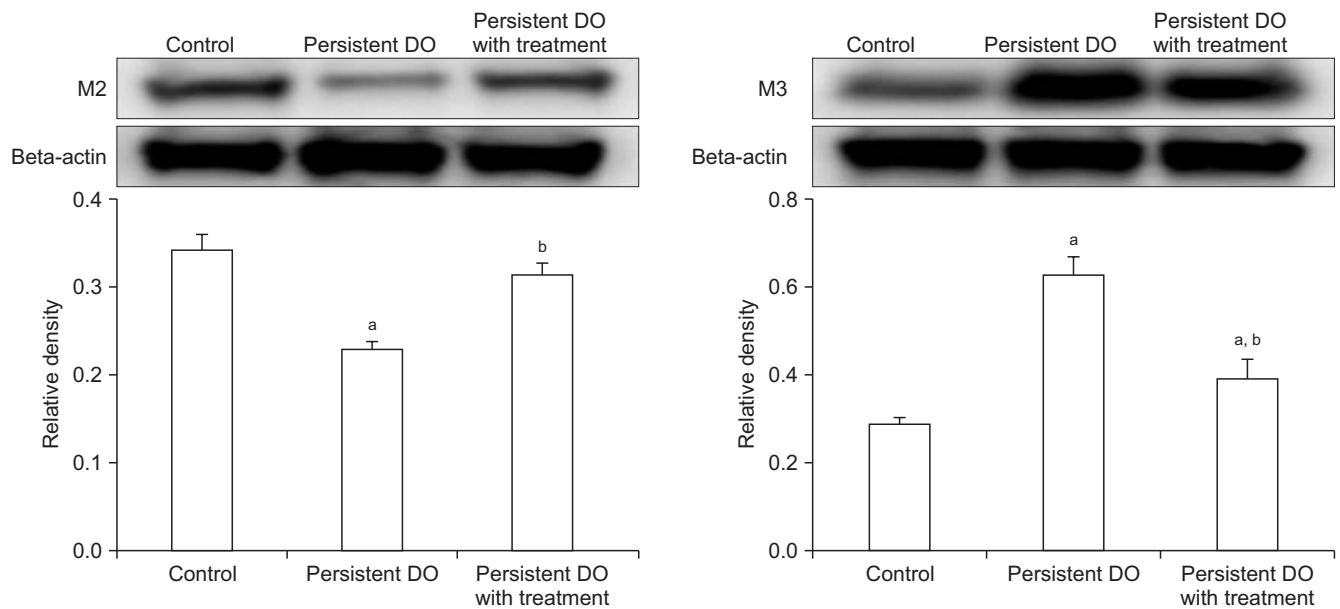 Control
Persistent DO
Persistent DO
with treatment
M2
Beta-actin
0.4
0.3
0.2
0.1
0.0
Relative density
a
b
Control
Persistent DO
Persistent DO
with treatment
Control
Persistent DO
Persistent DO
with treatment
M3
Beta-actin
0.8
0.6
0.4
0.2
0.0
Relative density
a
a, b
Control
Persistent DO
Persistent DO
with treatment